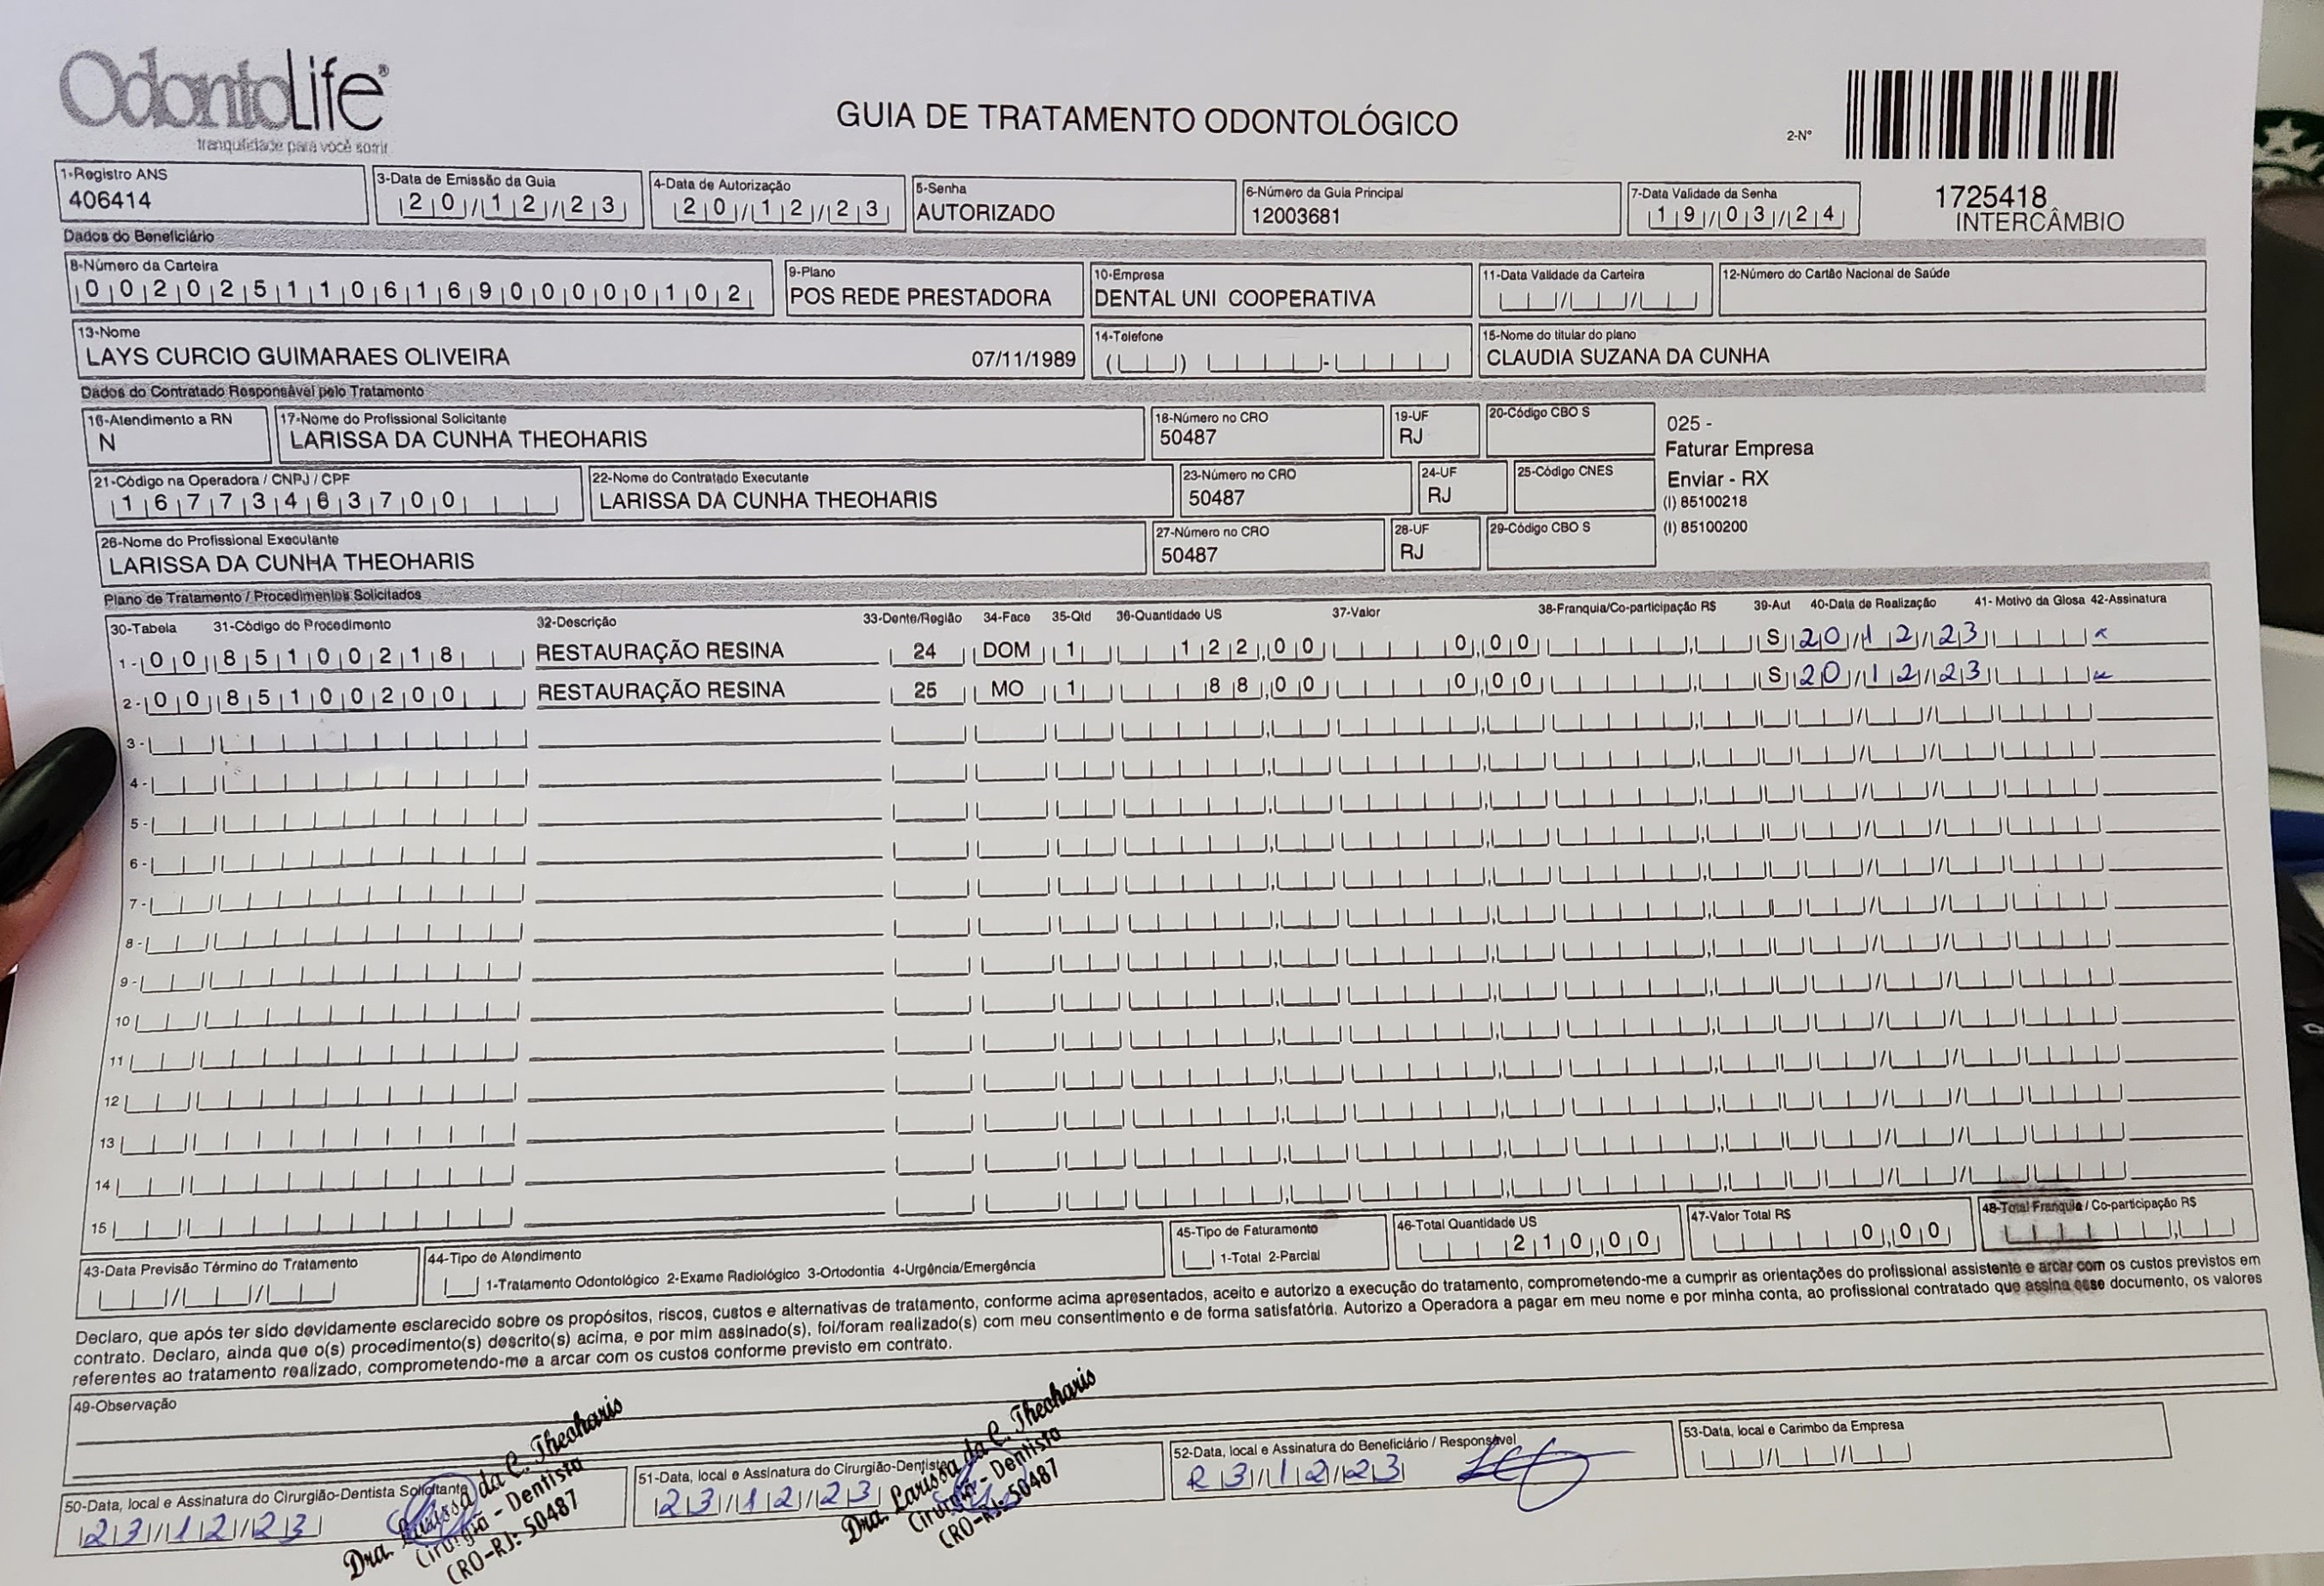 OdontoLife®
tranquilidade para você sorrir
GUIA DE TRATAMENTO ODONTOLÓGICO
2-Nº
1725418
INTERCÂMBIO
1-Registro ANS
406414
3-Data de Emissão da Guia
20/12/23
4-Data de Autorização
20/12/23
5-Senha
AUTORIZADO
6-Número da Guia Principal
12003681
7-Data Validade da Senha
19/03/24
Dados do Beneficiário
8-Número da Carteira
002025110616900000102
9-Plano
POS REDE PRESTADORA
10-Empresa
DENTAL UNI COOPERATIVA
11-Data Validade da Carteira
12-Número do Cartão Nacional de Saúde
13-Nome
LAYS CURCIO GUIMARAES OLIVEIRA 07/11/1989
14-Telefone
15-Nome do titular do plano
CLAUDIA SUZANA DA CUNHA
Dados do Contratado Responsável pelo Tratamento
16-Atendimento a RN
N
17-Nome do Profissional Solicitante
LARISSA DA CUNHA THEOHARIS
18-Número no CRO
50487
19-UF
RJ
20-Código CBO S
025 -
Faturar Empresa
Enviar - RX
(I) 85100218
(I) 85100200
21-Código na Operadora / CNPJ / CPF
16773463700
22-Nome do Contratado Executante
LARISSA DA CUNHA THEOHARIS
23-Número no CRO
50487
24-UF
RJ
25-Código CNES
26-Nome do Profissional Executante
LARISSA DA CUNHA THEOHARIS
27-Número no CRO
50487
28-UF
RJ
29-Código CBO S
Plano de Tratamento / Procedimentos Solicitados
30-Tabela 31-Código do Procedimento 32-Descrição 33-Dente/Região 34-Face 35-Qtd 36-Quantidade US 37-Valor 38-Franquia/Co-participação R$ 39-Aut 40-Data de Realização 41- Motivo da Glosa 42-Assinatura
1- 00 85100218 RESTAURAÇÃO RESINA 24 DOM 1 122,00 0,00 S 20/12/23
2- 00 85100200 RESTAURAÇÃO RESINA 25 MO 1 88,00 0,00 S 20/12/23
3-
4-
5-
6-
7-
8-
9-
10
11
12
13
14
15
43-Data Previsão Término do Tratamento
44-Tipo de Atendimento
1-Tratamento Odontológico 2-Exame Radiológico 3-Ortodontia 4-Urgência/Emergência
45-Tipo de Faturamento
1-Total 2-Parcial
46-Total Quantidade US
210,00
47-Valor Total R$
0,00
48-Total Franquia / Co-participação R$
Declaro, que após ter sido devidamente esclarecido sobre os propósitos, riscos, custos e alternativas de tratamento, conforme acima apresentados, aceito e autorizo a execução do tratamento, comprometendo-me a cumprir as orientações do profissional assistente e arcar com os custos previstos em
contrato. Declaro, ainda que o(s) procedimento(s) descrito(s) acima, e por mim assinado(s), foi/foram realizado(s) com meu consentimento e de forma satisfatória. Autorizo a Operadora a pagar em meu nome e por minha conta, ao profissional contratado que assina esse documento, os valores
referentes ao tratamento realizado, comprometendo-me a arcar com os custos conforme previsto em contrato.
49-Observação
50-Data, local e Assinatura do Cirurgião-Dentista Solicitante
23/12/23
Dra. Larissa da C. Theoharis
Cirurgiã - Dentista
CRO-RJ: 50487
51-Data, local e Assinatura do Cirurgião-Dentista
23/12/23
Dra. Larissa da C. Theoharis
Cirurgiã - Dentista
CRO-RJ: 50487
52-Data, local e Assinatura do Beneficiário / Responsável
23/12/23
53-Data, local e Carimbo da Empresa